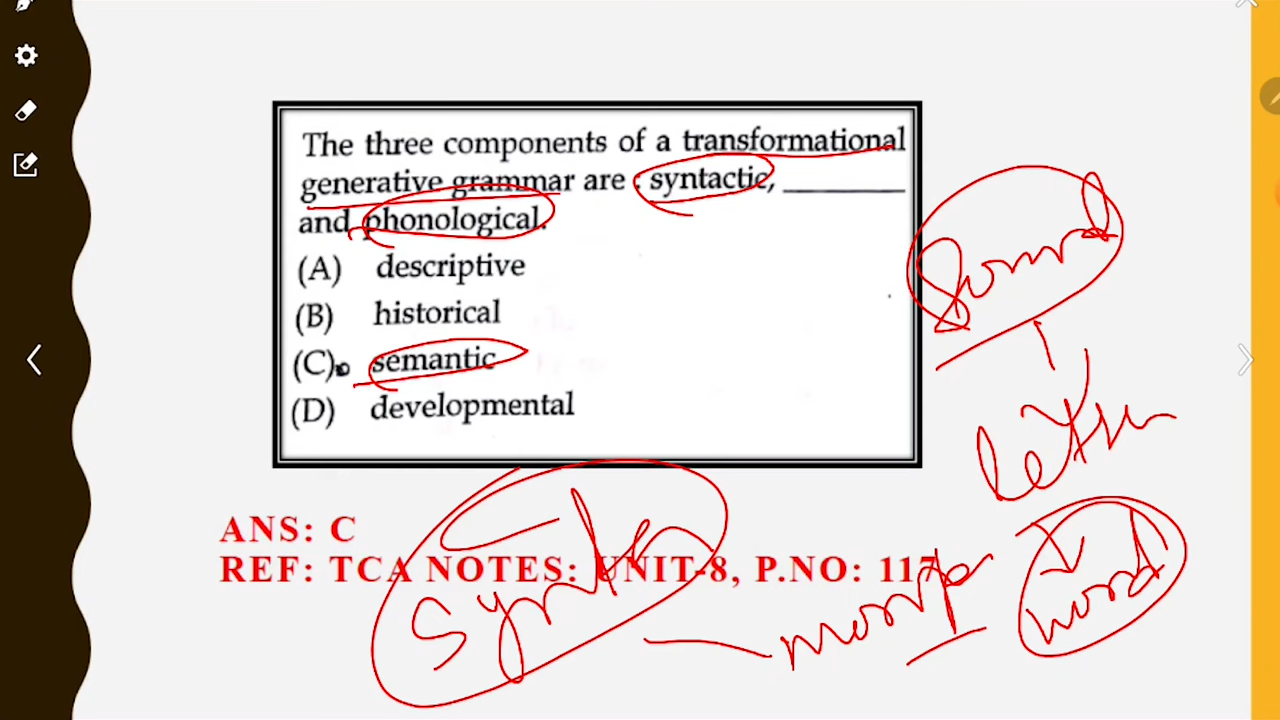 The three components of a transformational
generative grammar are : syntactic, ________
and phonological.
(A) descriptive
(B) historical
(C) semantic
(D) developmental
Sound
letter
word
morp
Syntax
ANS: C
REF: TCA NOTES: UNIT-8, P.NO: 117